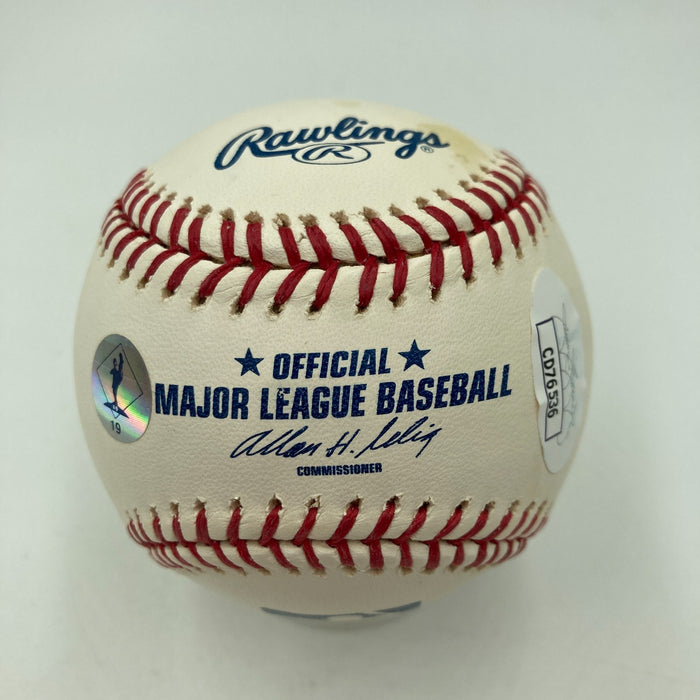 Rawlings
R
®
★ OFFICIAL ★
MAJOR LEAGUE BASEBALL
Allan H. Selig
COMMISSIONER
19
CD76536